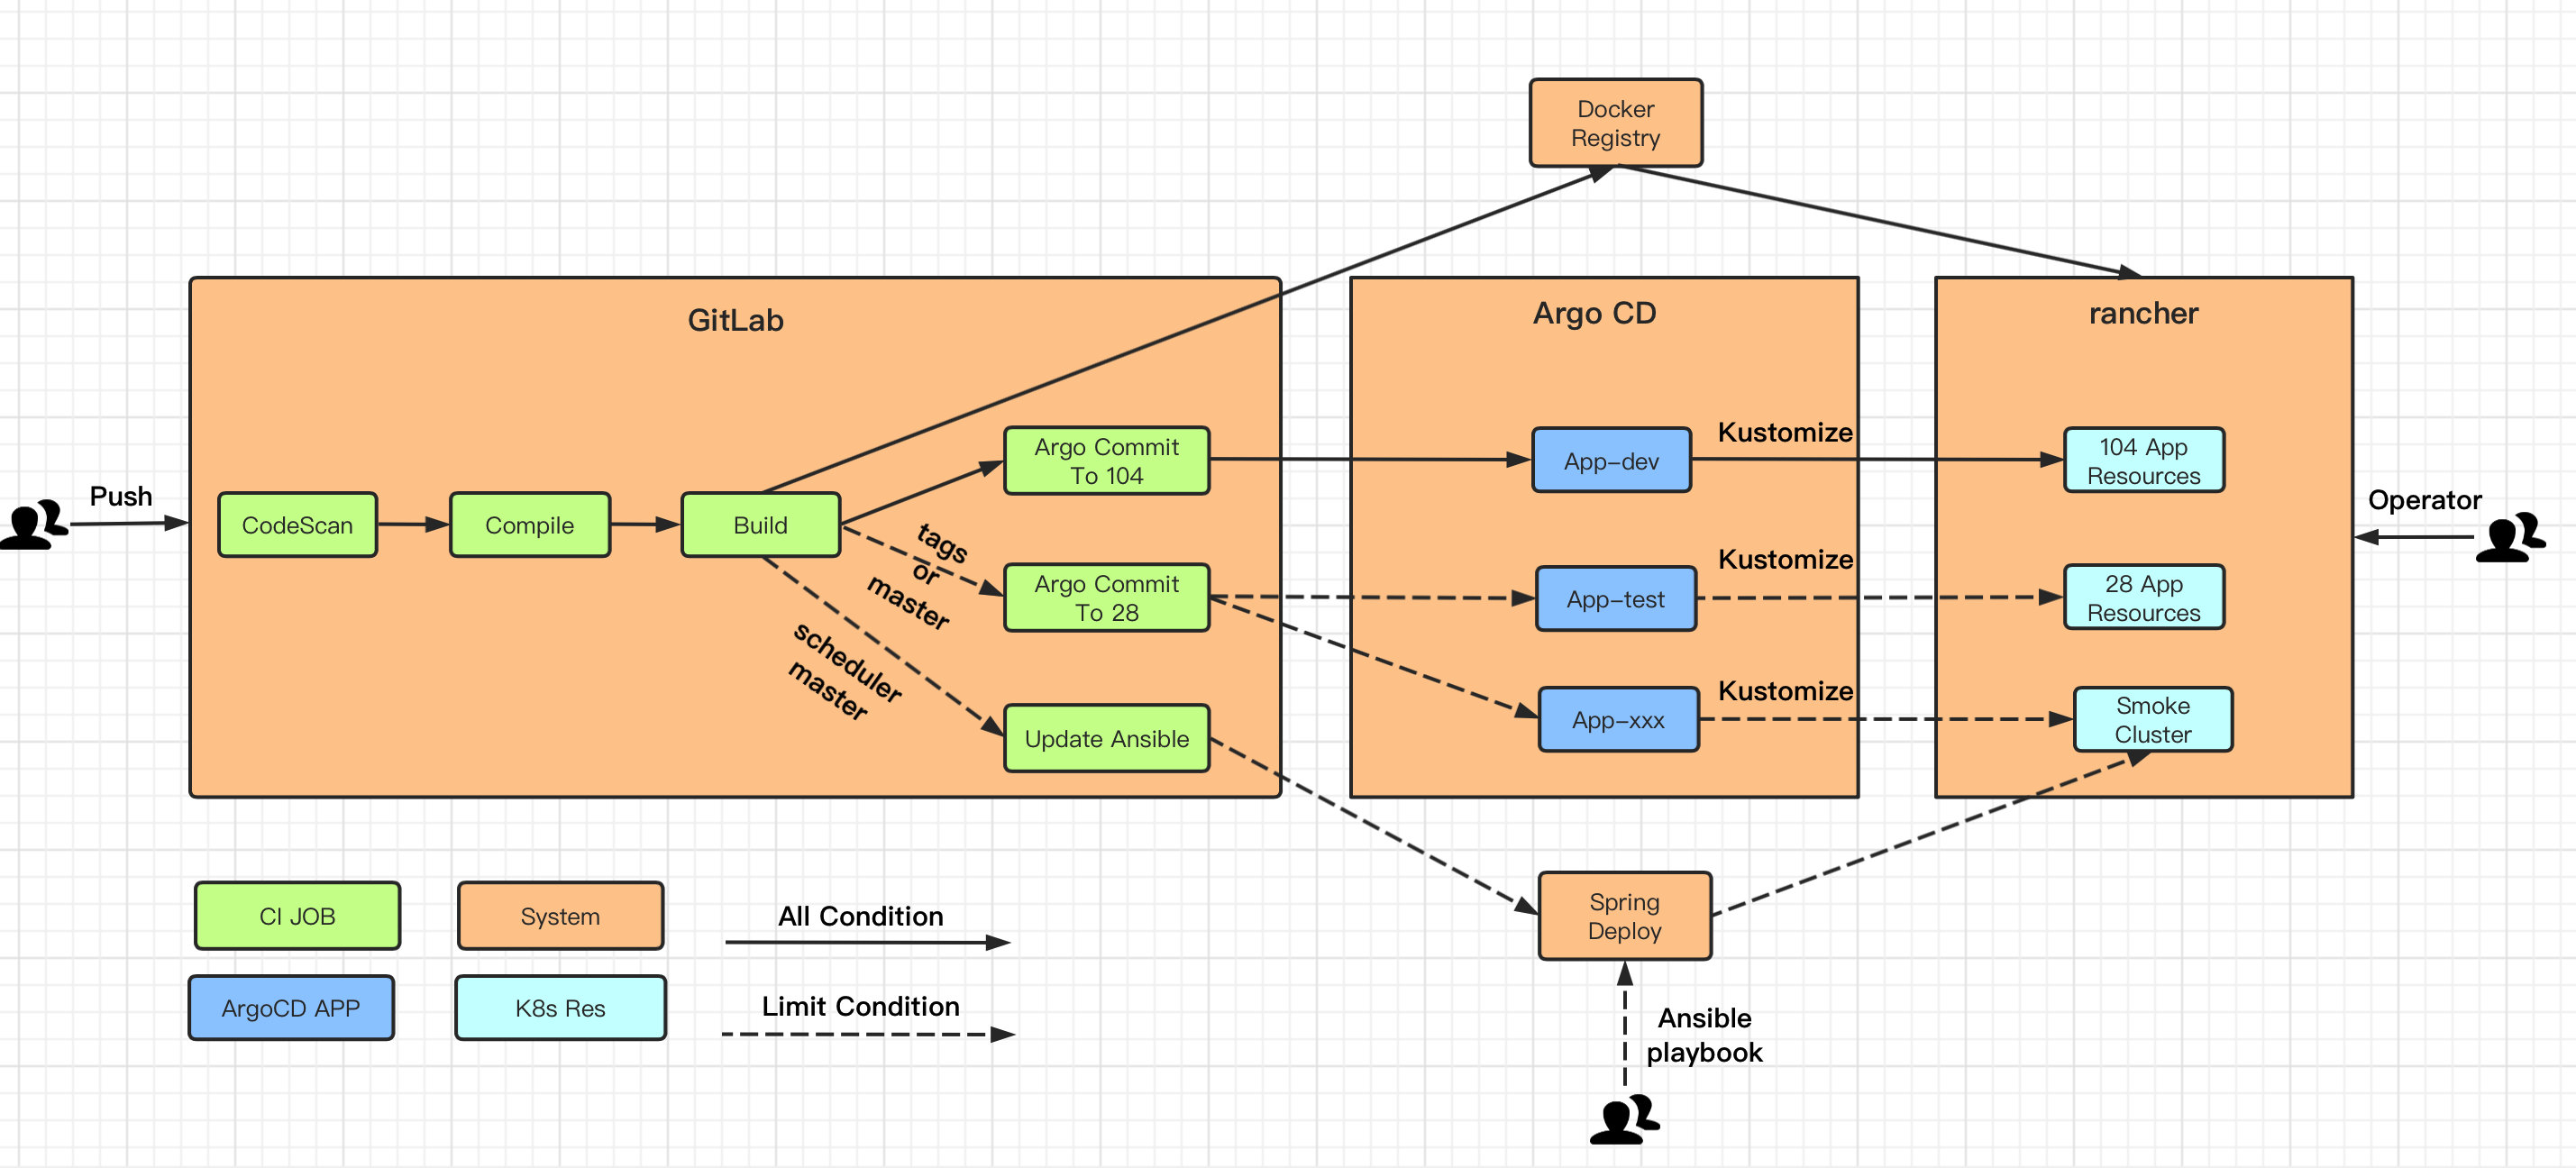 Docker
Registry
GitLab
Argo CD
rancher
Push
CodeScan
Compile
Build
Argo Commit
To 104
tags
or
master
Argo Commit
To 28
scheduler
master
Update Ansible
App-dev
Kustomize
104 App
Resources
App-test
Kustomize
28 App
Resources
App-xxx
Kustomize
Smoke
Cluster
Operator
Spring
Deploy
Ansible
playbook
CI JOB
System
All Condition
ArgoCD APP
K8s Res
Limit Condition